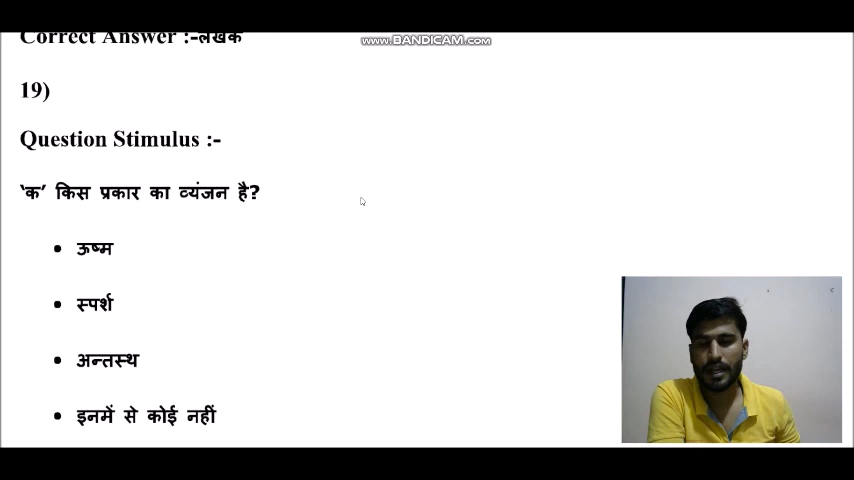 Correct Answer :-लेखक
www.BANDICAM.com
19)
Question Stimulus :-
‘क’ किस प्रकार का व्यंजन है?
• ऊष्म
• स्पर्श
• अन्तस्थ
• इनमें से कोई नहीं